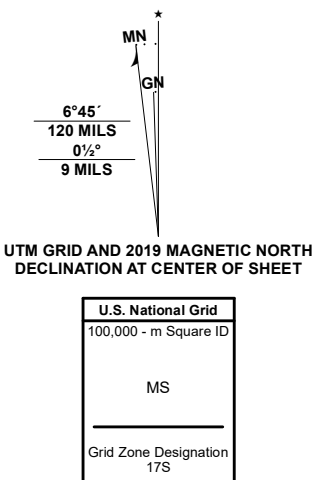 ★
MN
GN
6°45´
120 MILS
0½°
9 MILS
UTM GRID AND 2019 MAGNETIC NORTH
DECLINATION AT CENTER OF SHEET
U.S. National Grid
100,000 - m Square ID
MS
Grid Zone Designation
17S